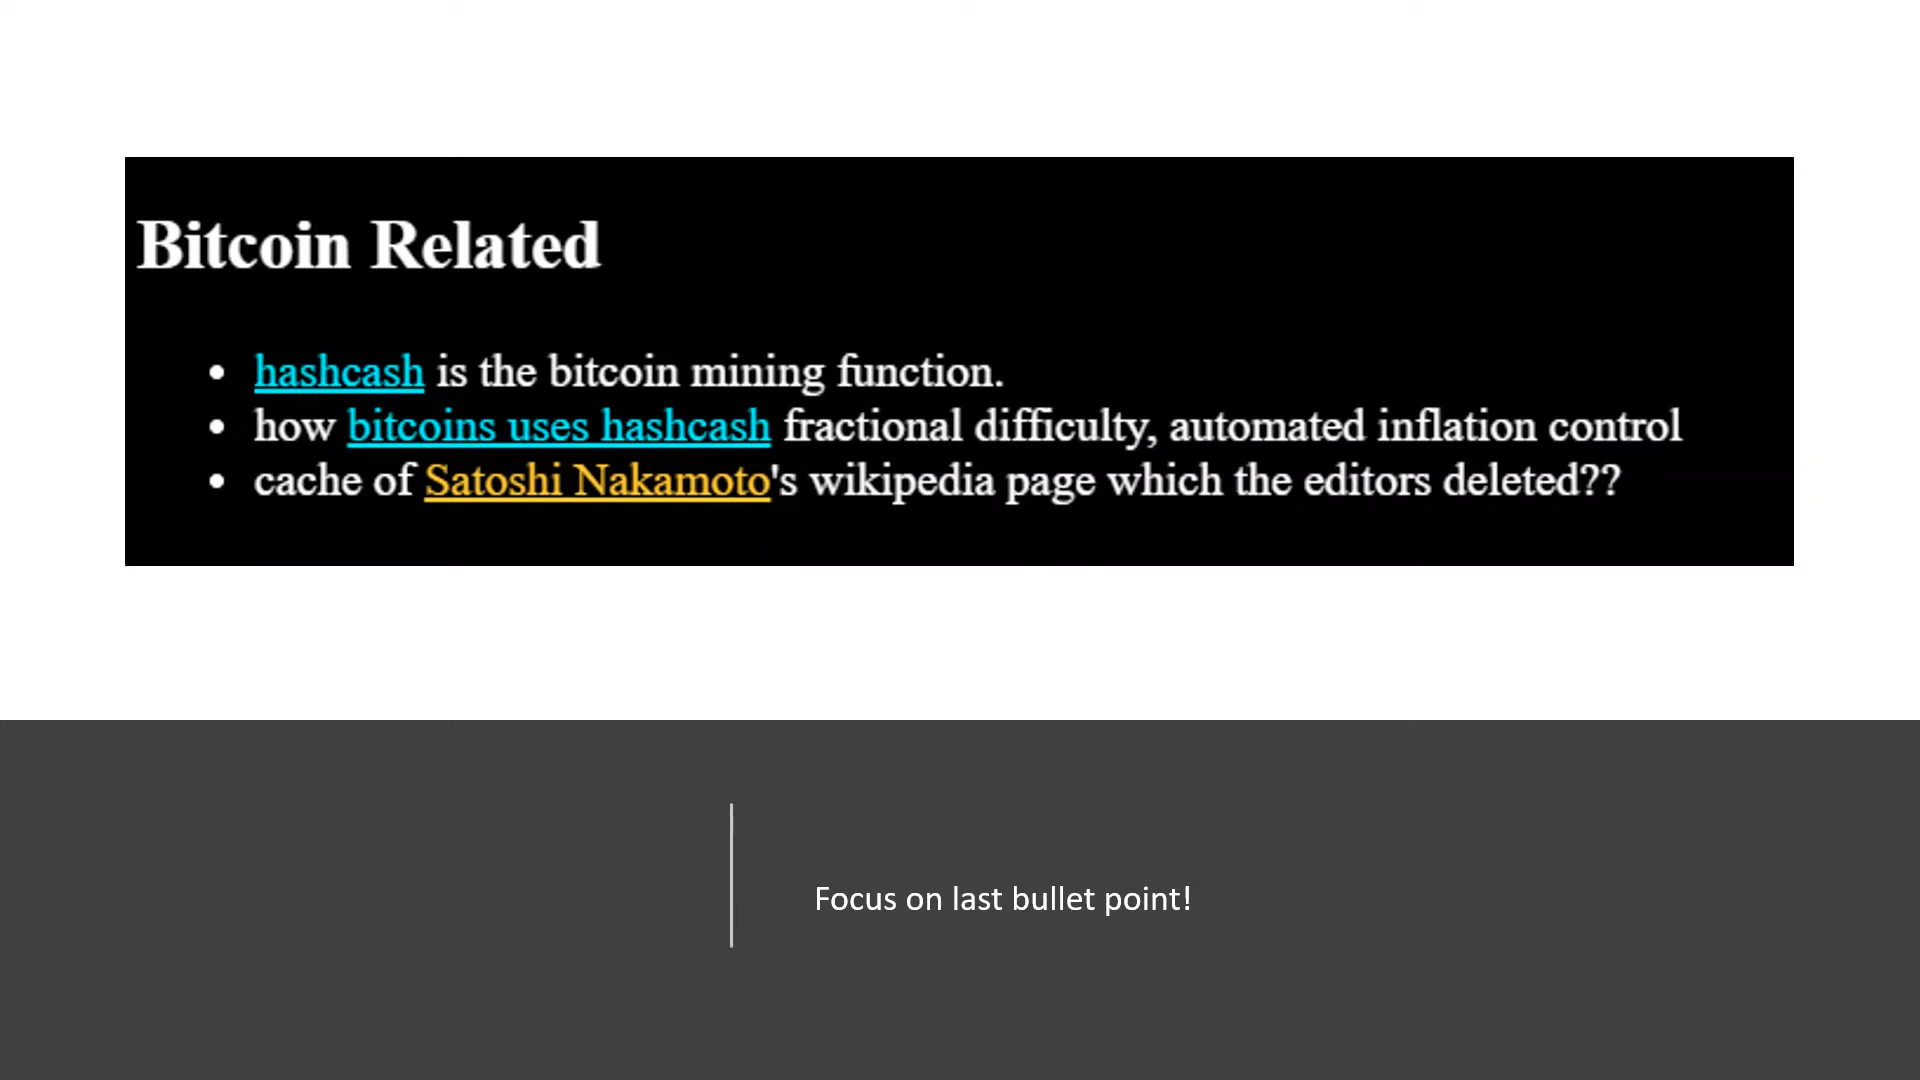 Bitcoin Related
• hashcash is the bitcoin mining function.
• how bitcoins uses hashcash fractional difficulty, automated inflation control
• cache of Satoshi Nakamoto's wikipedia page which the editors deleted??
Focus on last bullet point!